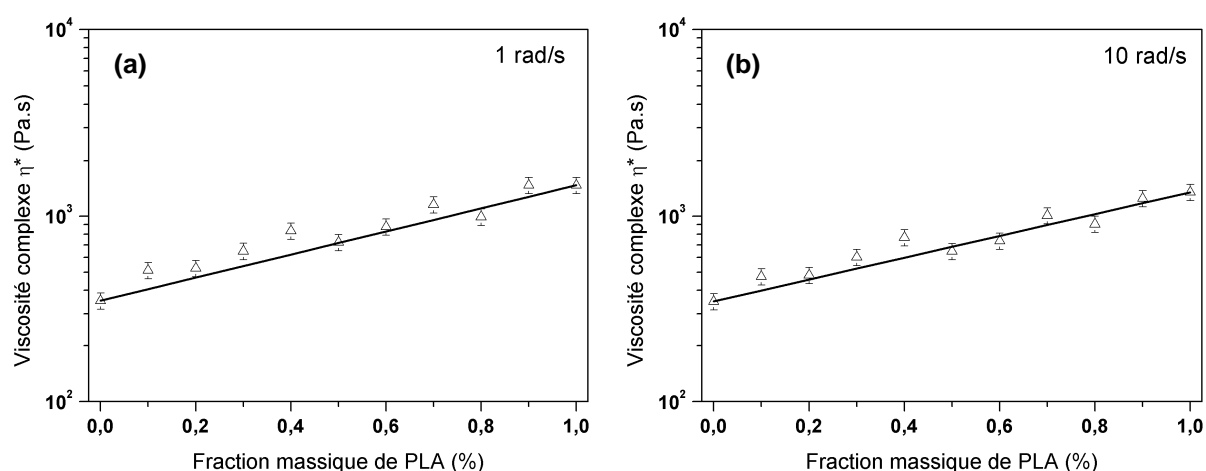 (a)
1 rad/s
Viscosité complexe η* (Pa.s)
10⁴
10³
10²
0,0 0,2 0,4 0,6 0,8 1,0
Fraction massique de PLA (%)
(b)
10 rad/s
Viscosité complexe η* (Pa.s)
10⁴
10³
10²
0,0 0,2 0,4 0,6 0,8 1,0
Fraction massique de PLA (%)